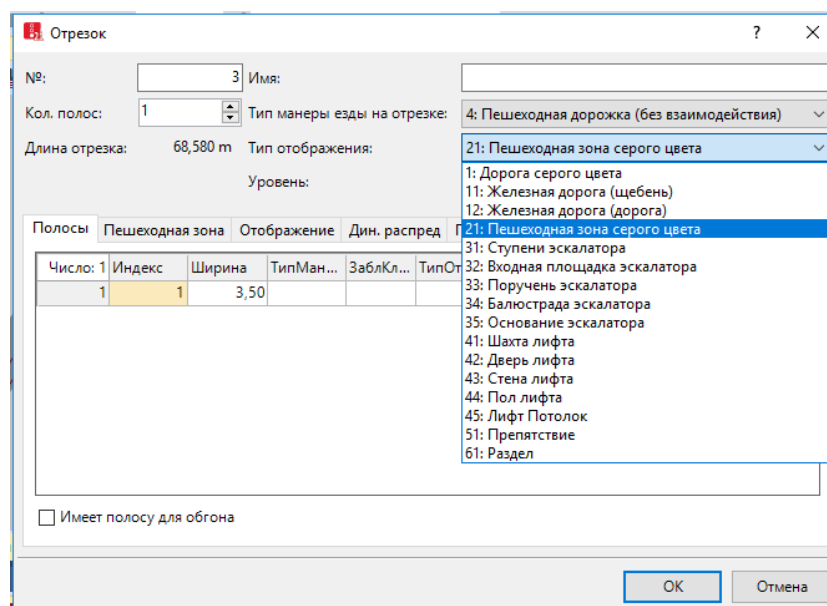 Отрезок
№: 3 Имя:
Кол. полос: 1 Тип манеры езды на отрезке: 4: Пешеходная дорожка (без взаимодействия)
Длина отрезка: 68,580 m Тип отображения: 21: Пешеходная зона серого цвета
Уровень:
1: Дорога серого цвета
11: Железная дорога (щебень)
12: Железная дорога (дорога)
21: Пешеходная зона серого цвета
31: Ступени эскалатора
32: Входная площадка эскалатора
33: Поручень эскалатора
34: Балюстрада эскалатора
35: Основание эскалатора
41: Шахта лифта
42: Дверь лифта
43: Стена лифта
44: Пол лифта
45: Лифт Потолок
51: Препятствие
61: Раздел
Полосы Пешеходная зона Отображение Дин. распред
Число: 1 Индекс Ширина ТипМан... ЗаблКл... ТипОт
1 1 3,50
Имеет полосу для обгона
OK Отмена